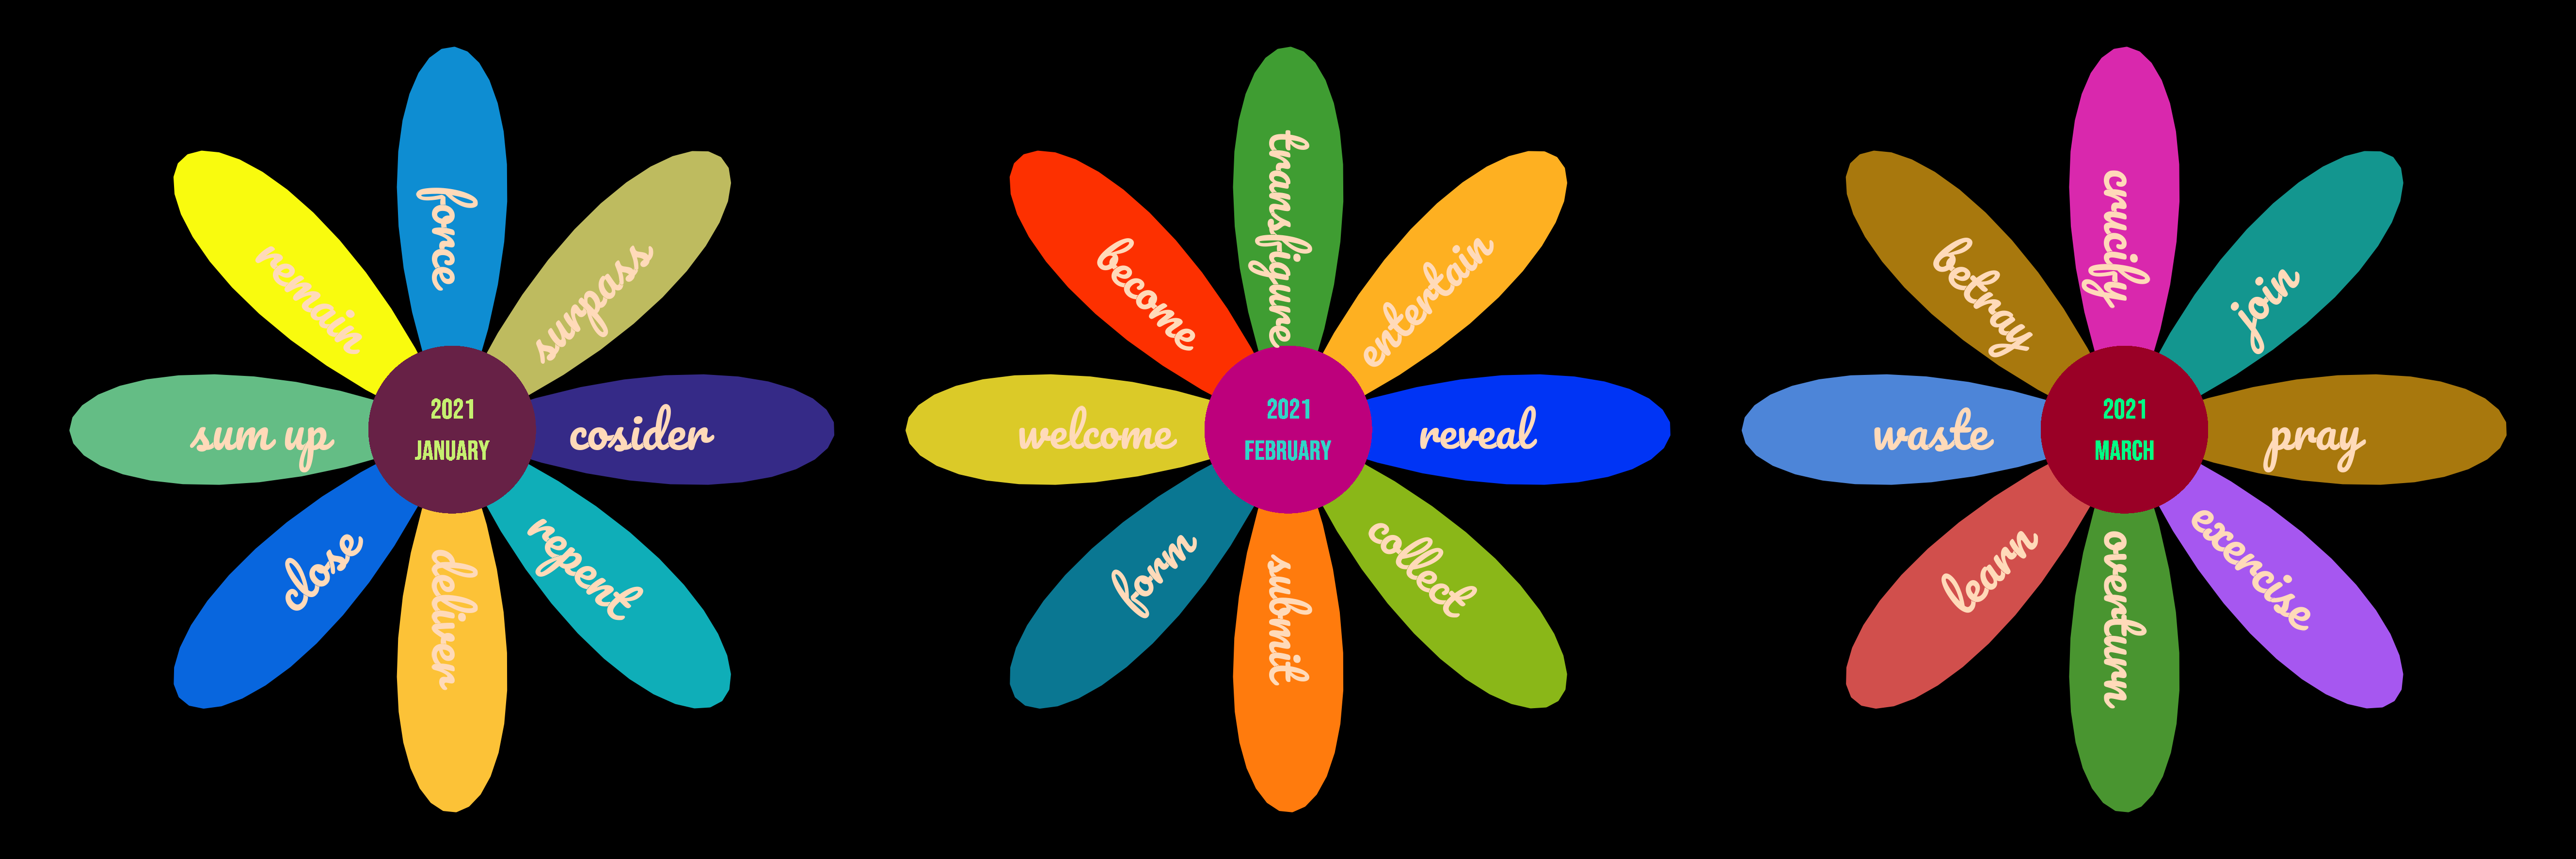 2021
JANUARY
force
surpass
cosider
repent
deliver
close
sum up
remain
2021
FEBRUARY
transfigure
entertain
reveal
collect
submit
form
welcome
become
2021
MARCH
crucify
join
pray
exercise
overturn
learn
waste
betray